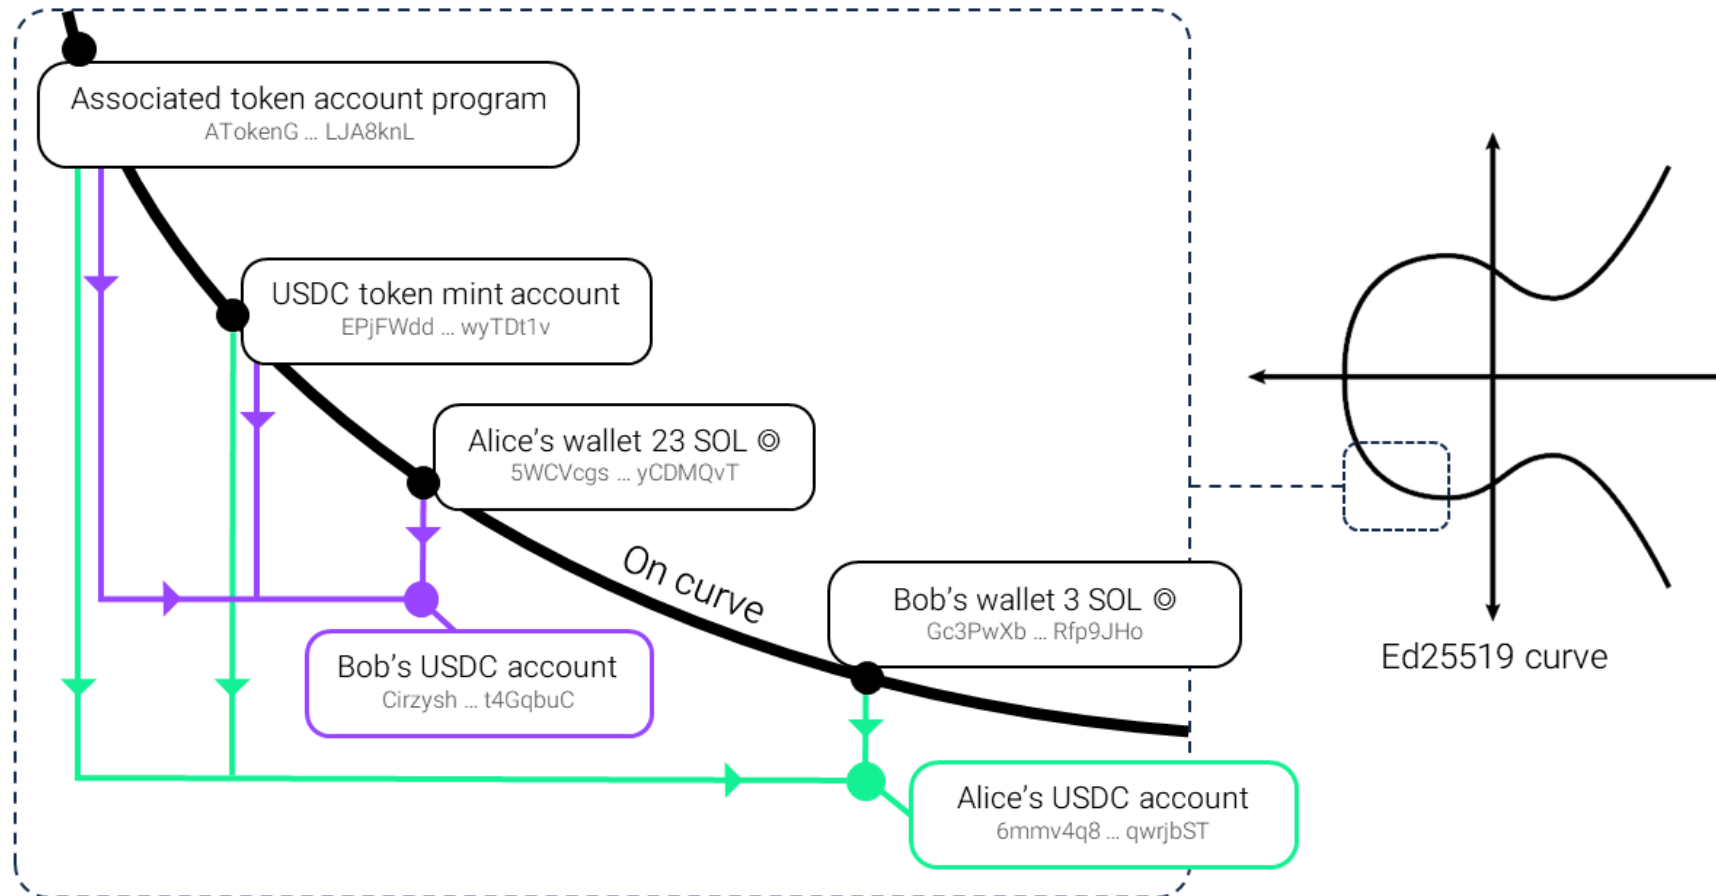 Associated token account program
ATokenG ... LJA8knL
USDC token mint account
EPjFWdd ... wyTDt1v
Alice’s wallet 23 SOL ◎
5WCVcgs ... yCDMQvT
On curve
Bob’s wallet 3 SOL ◎
Gc3PwXb ... Rfp9JHo
Bob’s USDC account
Cirzysh ... t4GqbuC
Alice’s USDC account
6mmv4q8 ... qwrjbST
Ed25519 curve